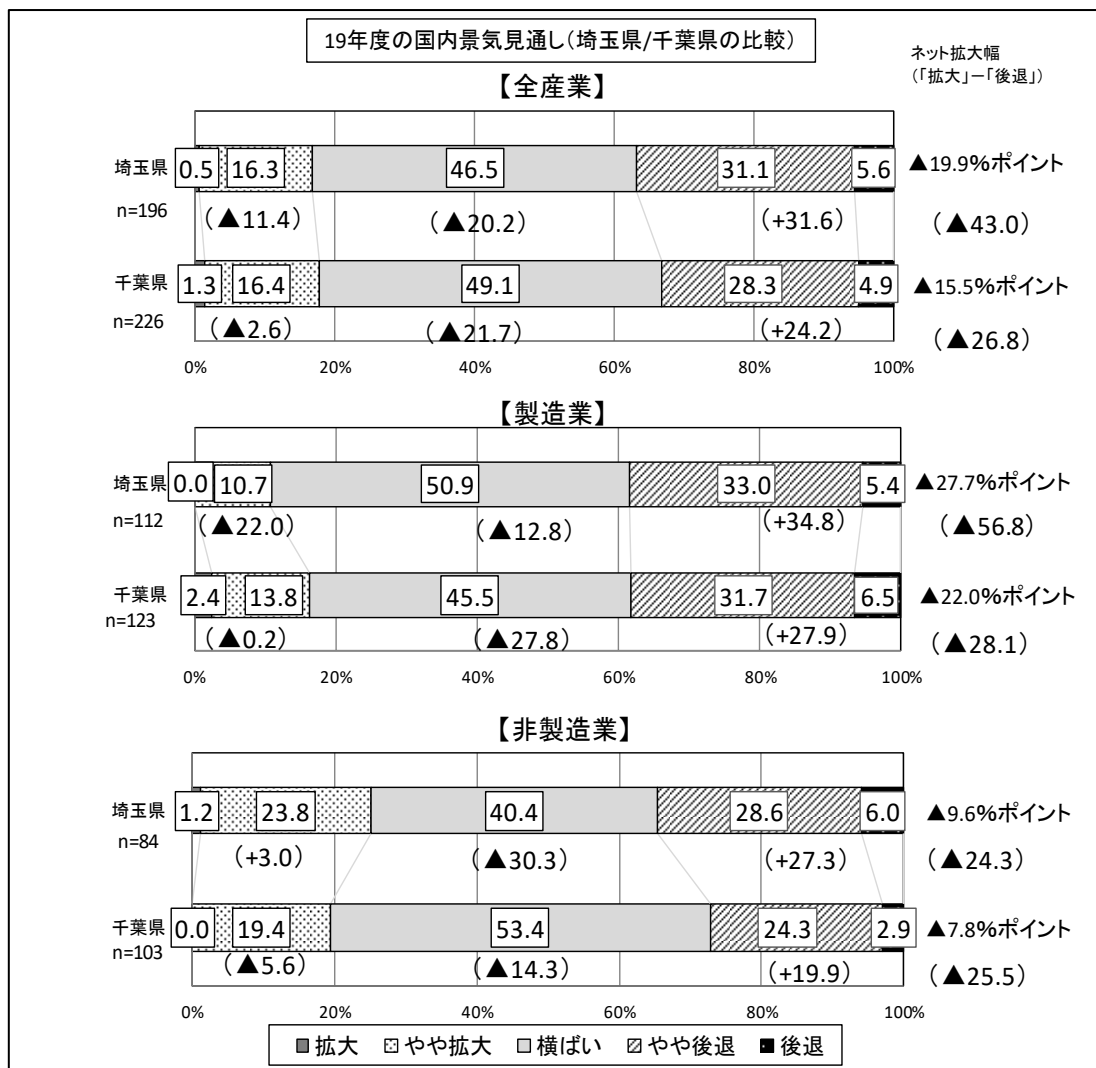 19年度の国内景気見通し(埼玉県/千葉県の比較)
ネット拡大幅
(「拡大」－「後退」)
【全産業】
埼玉県 0.5 16.3 46.5 31.1 5.6 ▲19.9%ポイント
n=196 (▲11.4) (▲20.2) (+31.6) (▲43.0)
千葉県 1.3 16.4 49.1 28.3 4.9 ▲15.5%ポイント
n=226 (▲2.6) (▲21.7) (+24.2) (▲26.8)
0% 20% 40% 60% 80% 100%
【製造業】
埼玉県 0.0 10.7 50.9 33.0 5.4 ▲27.7%ポイント
n=112 (▲22.0) (▲12.8) (+34.8) (▲56.8)
千葉県 2.4 13.8 45.5 31.7 6.5 ▲22.0%ポイント
n=123 (▲0.2) (▲27.8) (+27.9) (▲28.1)
0% 20% 40% 60% 80% 100%
【非製造業】
埼玉県 1.2 23.8 40.4 28.6 6.0 ▲9.6%ポイント
n=84 (+3.0) (▲30.3) (+27.3) (▲24.3)
千葉県 0.0 19.4 53.4 24.3 2.9 ▲7.8%ポイント
n=103 (▲5.6) (▲14.3) (+19.9) (▲25.5)
0% 20% 40% 60% 80% 100%
拡大 やや拡大 横ばい やや後退 後退